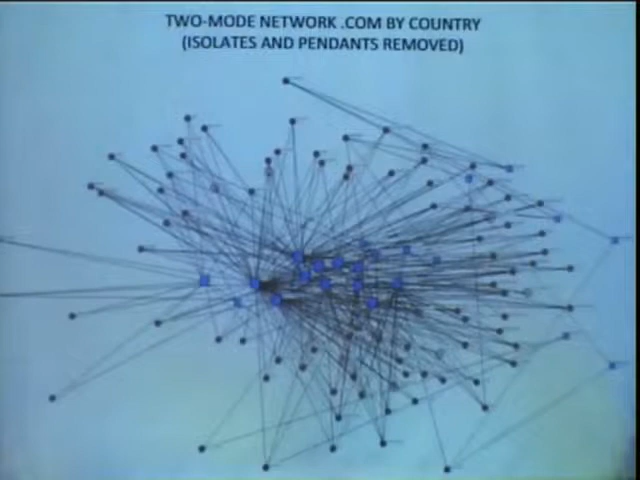 TWO-MODE NETWORK .COM BY COUNTRY
(ISOLATES AND PENDANTS REMOVED)